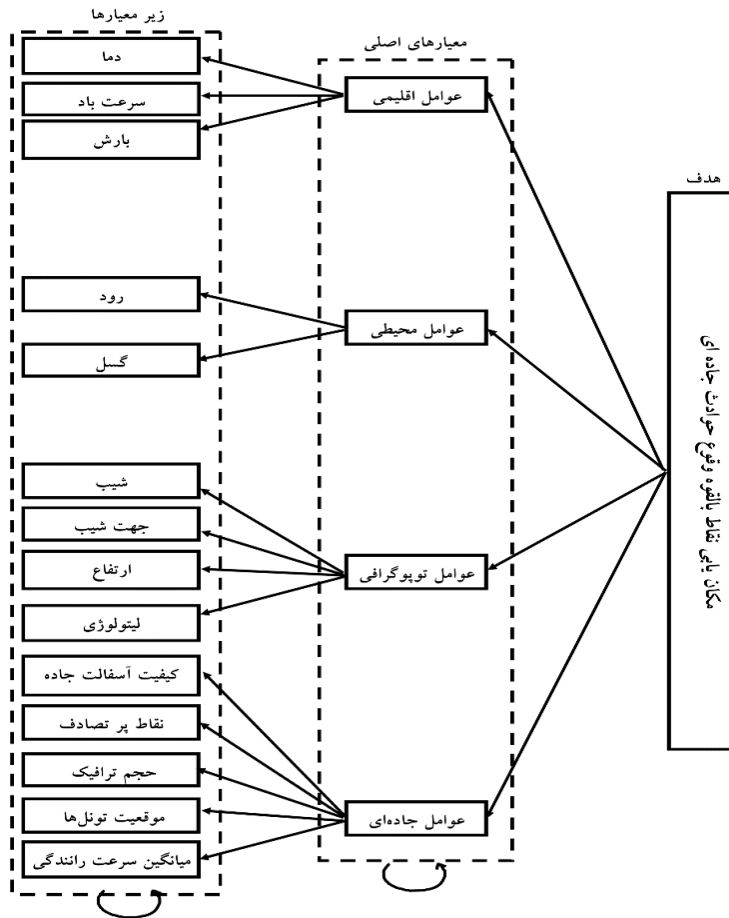 هدف
مکان یابی نقاط بالقوه وقوع حوادث جاده ای
معیارهای اصلی
عوامل اقلیمی
عوامل محیطی
عوامل توپوگرافی
عوامل جاده‌ای
زیر معیارها
دما
سرعت باد
بارش
رود
گسل
شیب
جهت شیب
ارتفاع
لیتولوژی
کیفیت آسفالت جاده
نقاط پر تصادف
حجم ترافیک
موقعیت تونل‌ها
میانگین سرعت رانندگی